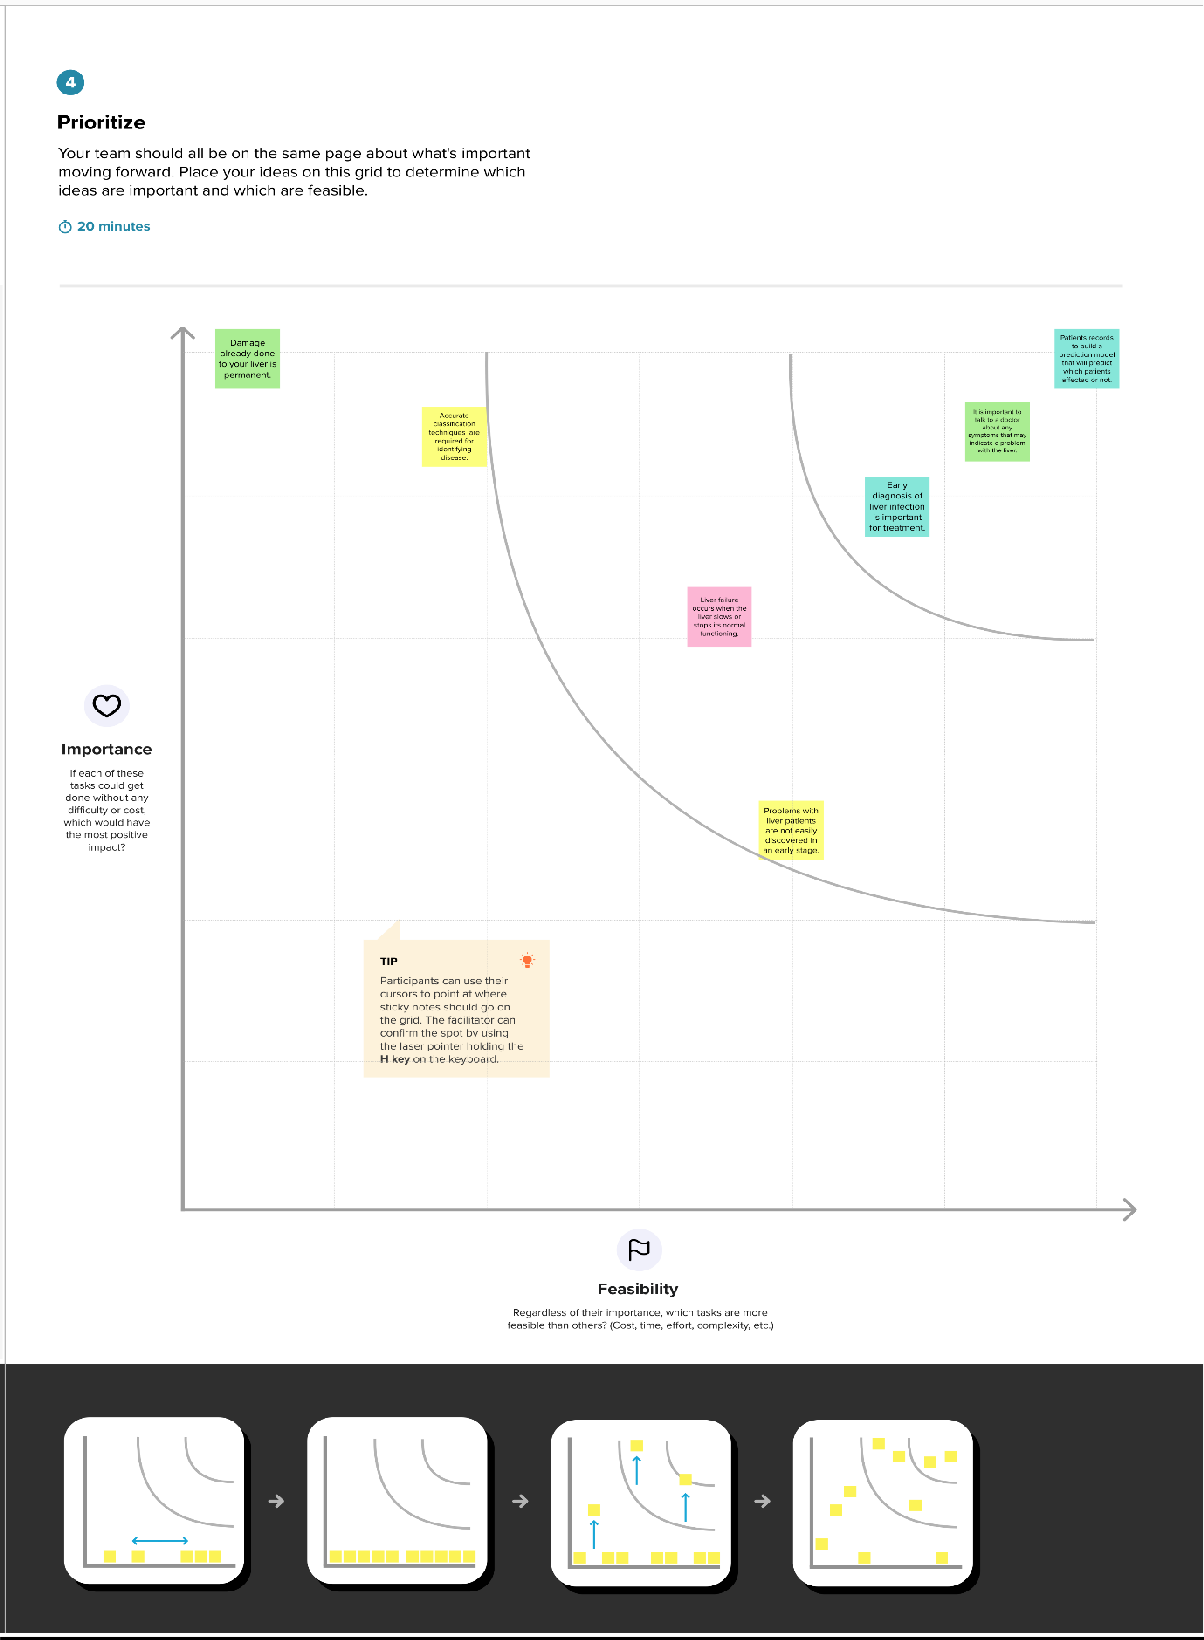 4
Prioritize
Your team should all be on the same page about what's important
moving forward. Place your ideas on this grid to determine which
ideas are important and which are feasible.
20 minutes
Damage
already done
to your liver is
permanent.
Patients records
to build a
prediction model
that will predict
which patients
affected or not.
Accurate
classification
techniques are
required for
identifying
disease.
It is important to
talk to a doctor
about any
symptoms that may
indicate a problem
with the liver.
Early
diagnosis of
liver infection
is important
for treatment.
Liver failure
occurs when the
liver slows or
stops its normal
functioning.
Importance
If each of these
tasks could get
done without any
difficulty or cost,
which would have
the most positive
impact?
Problems with
liver patients
are not easily
discovered in
an early stage.
TIP
Participants can use their
cursors to point at where
sticky notes should go on
the grid. The facilitator can
confirm the spot by using
the laser pointer holding the
H key on the keyboard.
Feasibility
Regardless of their importance, which tasks are more
feasible than others? (Cost, time, effort, complexity, etc.)